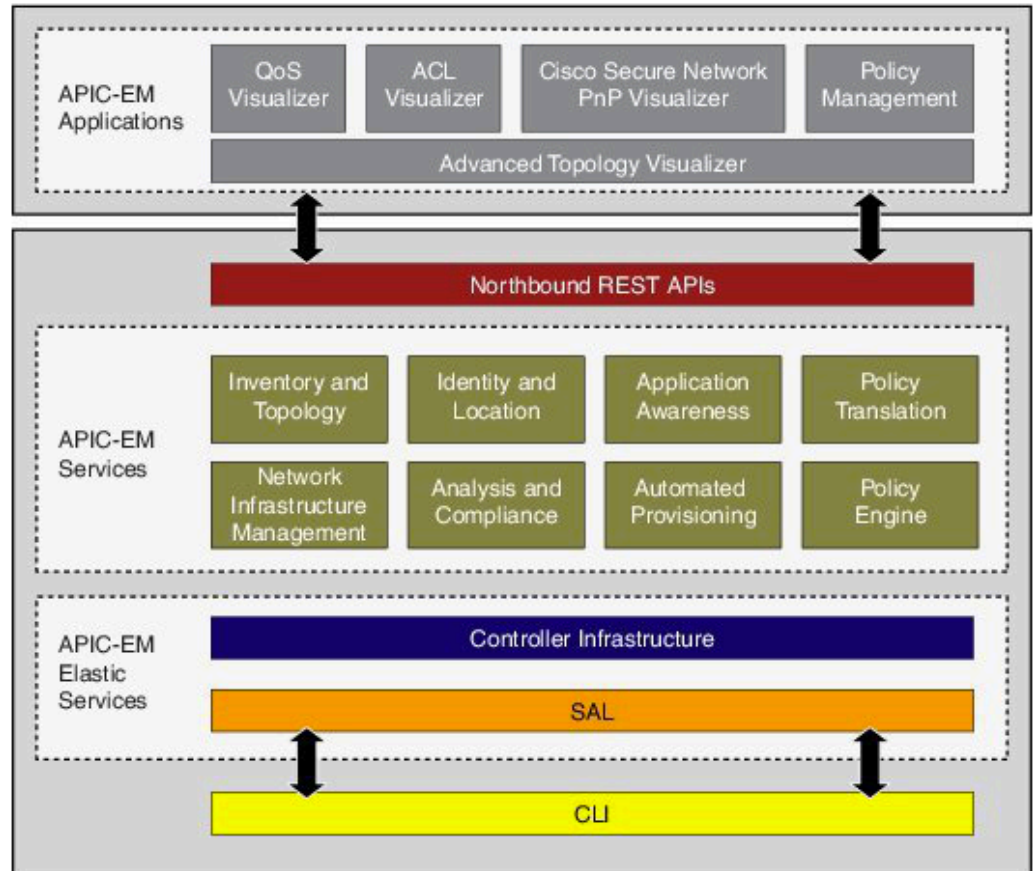 APIC-EM
Applications
QoS
Visualizer
ACL
Visualizer
Cisco Secure Network
PnP Visualizer
Policy
Management
Advanced Topology Visualizer
Northbound REST APIs
APIC-EM
Services
Inventory and
Topology
Identity and
Location
Application
Awareness
Policy
Translation
Network
Infrastructure
Management
Analysis and
Compliance
Automated
Provisioning
Policy
Engine
APIC-EM
Elastic
Services
Controller Infrastructure
SAL
CLI